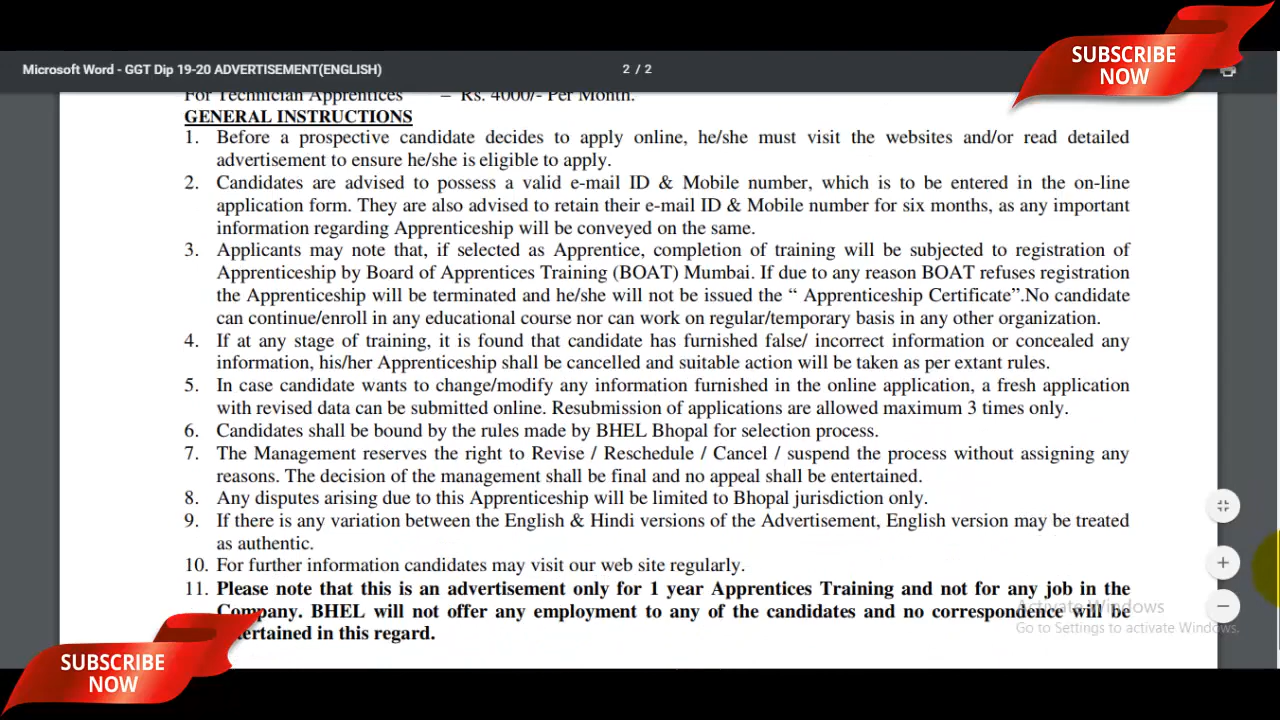 SUBSCRIBE
NOW
Microsoft Word - GGT Dip 19-20 ADVERTISEMENT(ENGLISH)
2 / 2
For Technician Apprentices – Rs. 4000/- Per Month.
GENERAL INSTRUCTIONS
1. Before a prospective candidate decides to apply online, he/she must visit the websites and/or read detailed
advertisement to ensure he/she is eligible to apply.
2. Candidates are advised to possess a valid e-mail ID & Mobile number, which is to be entered in the on-line
application form. They are also advised to retain their e-mail ID & Mobile number for six months, as any important
information regarding Apprenticeship will be conveyed on the same.
3. Applicants may note that, if selected as Apprentice, completion of training will be subjected to registration of
Apprenticeship by Board of Apprentices Training (BOAT) Mumbai. If due to any reason BOAT refuses registration
the Apprenticeship will be terminated and he/she will not be issued the “ Apprenticeship Certificate”.No candidate
can continue/enroll in any educational course nor can work on regular/temporary basis in any other organization.
4. If at any stage of training, it is found that candidate has furnished false/ incorrect information or concealed any
information, his/her Apprenticeship shall be cancelled and suitable action will be taken as per extant rules.
5. In case candidate wants to change/modify any information furnished in the online application, a fresh application
with revised data can be submitted online. Resubmission of applications are allowed maximum 3 times only.
6. Candidates shall be bound by the rules made by BHEL Bhopal for selection process.
7. The Management reserves the right to Revise / Reschedule / Cancel / suspend the process without assigning any
reasons. The decision of the management shall be final and no appeal shall be entertained.
8. Any disputes arising due to this Apprenticeship will be limited to Bhopal jurisdiction only.
9. If there is any variation between the English & Hindi versions of the Advertisement, English version may be treated
as authentic.
10. For further information candidates may visit our web site regularly.
11. Please note that this is an advertisement only for 1 year Apprentices Training and not for any job in the
Company. BHEL will not offer any employment to any of the candidates and no correspondence will be
ertained in this regard.
Activate Windows
Go to Settings to activate Windows.
SUBSCRIBE
NOW